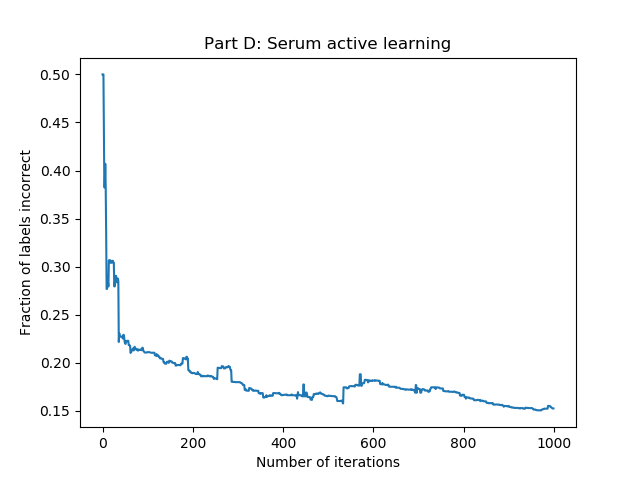 Part D: Serum active learning
0.50
0.45
0.40
0.35
0.30
0.25
0.20
0.15
Fraction of labels incorrect
0 200 400 600 800 1000
Number of iterations